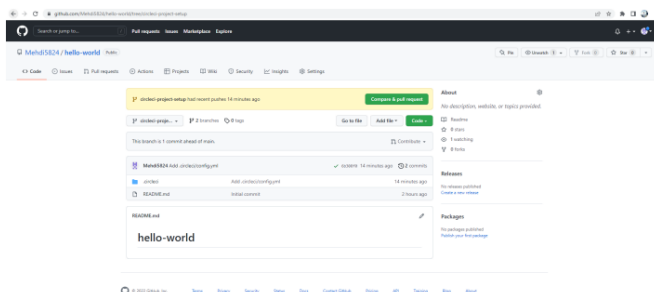 github.com/Mehdi5824/hello-world/tree/circleci-project-setup
Search or jump to...
Pull requests Issues Marketplace Explore
Mehdi5824 / hello-world Public
Pin Unwatch 1 Fork 0 Star 0
Code Issues Pull requests Actions Projects Wiki Security Insights Settings
circleci-project-setup had recent pushes 14 minutes ago Compare & pull request
circleci-proje... 2 branches 0 tags Go to file Add file Code
This branch is 1 commit ahead of main. Contribute
Mehdi5824 Add .circleci/config.yml 14 minutes ago 2 commits
.circleci Add .circleci/config.yml 14 minutes ago
README.md Initial commit 2 hours ago
README.md
hello-world
About
No description, website, or topics provided.
Readme
0 stars
1 watching
0 forks
Releases
No releases published
Create a new release
Packages
No packages published
Publish your first package
© 2022 GitHub, Inc. Terms Privacy Security Status Docs Contact GitHub Pricing API Training Blog About